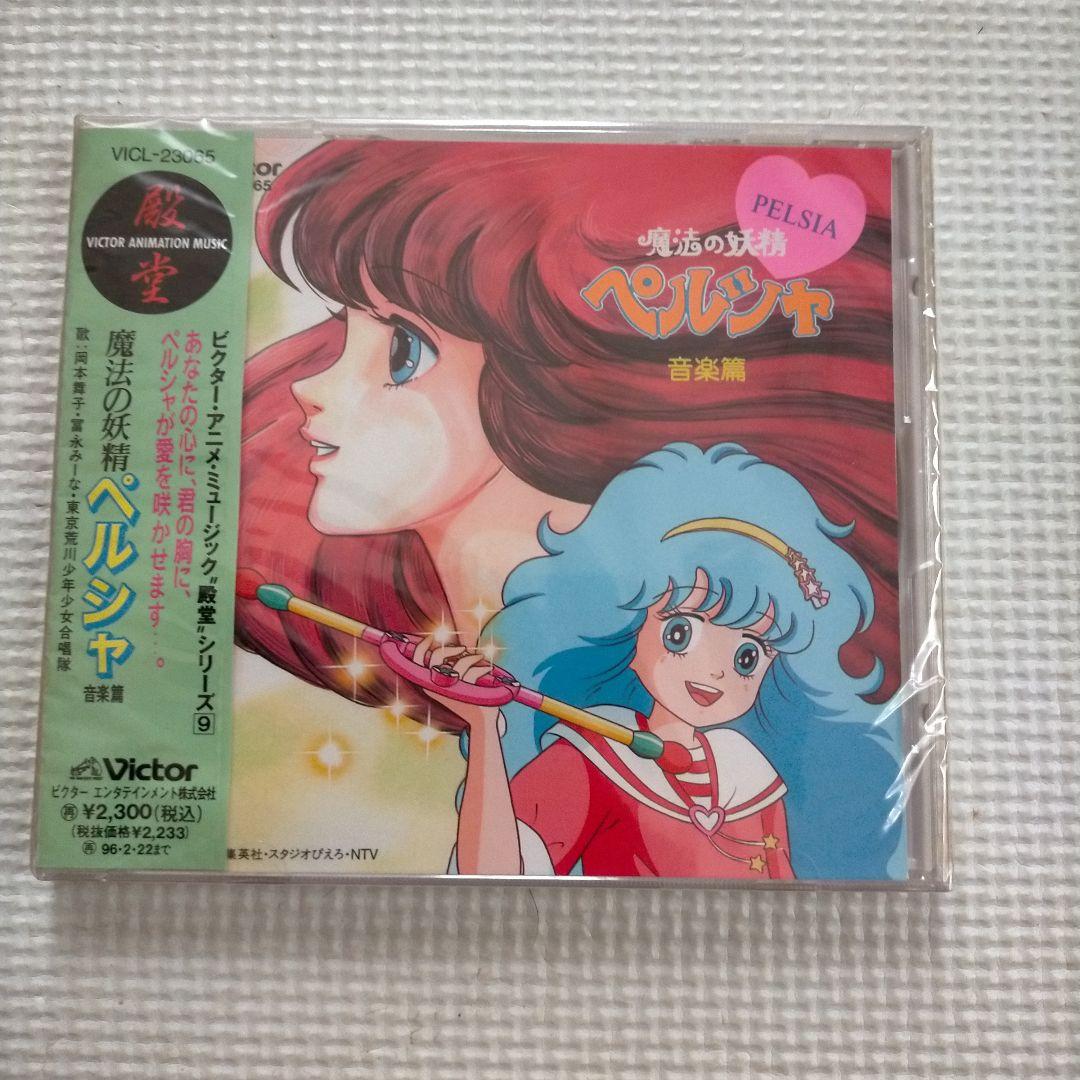 VICL-23065
殿
VICTOR ANIMATION MUSIC
堂
ビクター・アニメ・ミュージック"殿堂"シリーズ9
あなたの心に、君の胸に、
ペルシャが愛を咲かせます…。
魔法の妖精 ペルシャ 音楽篇
歌：岡本舞子・冨永みーな・東京荒川少年少女合唱隊
Victor
ビクター エンタテインメント株式会社
再 ¥2,300(税込)
(税抜価格¥2,233)
再 96・2・22まで
ctor
65
PELSIA
魔法の妖精
ペルシャ
音楽篇
集英社・スタジオぴえろ・NTV